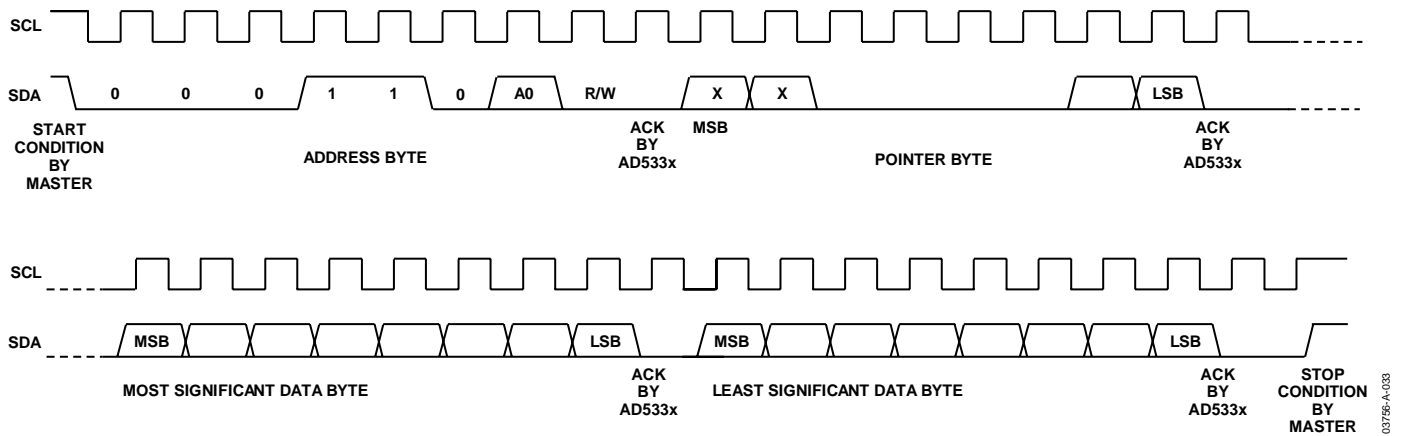 SCL
SDA 0 0 0 1 1 0 A0 R/W X X LSB
START CONDITION BY MASTER
ADDRESS BYTE
ACK BY AD533x
MSB
POINTER BYTE
ACK BY AD533x
SCL
SDA MSB LSB MSB LSB
MOST SIGNIFICANT DATA BYTE
ACK BY AD533x
LEAST SIGNIFICANT DATA BYTE
ACK BY AD533x
STOP CONDITION BY MASTER
03756-A-033